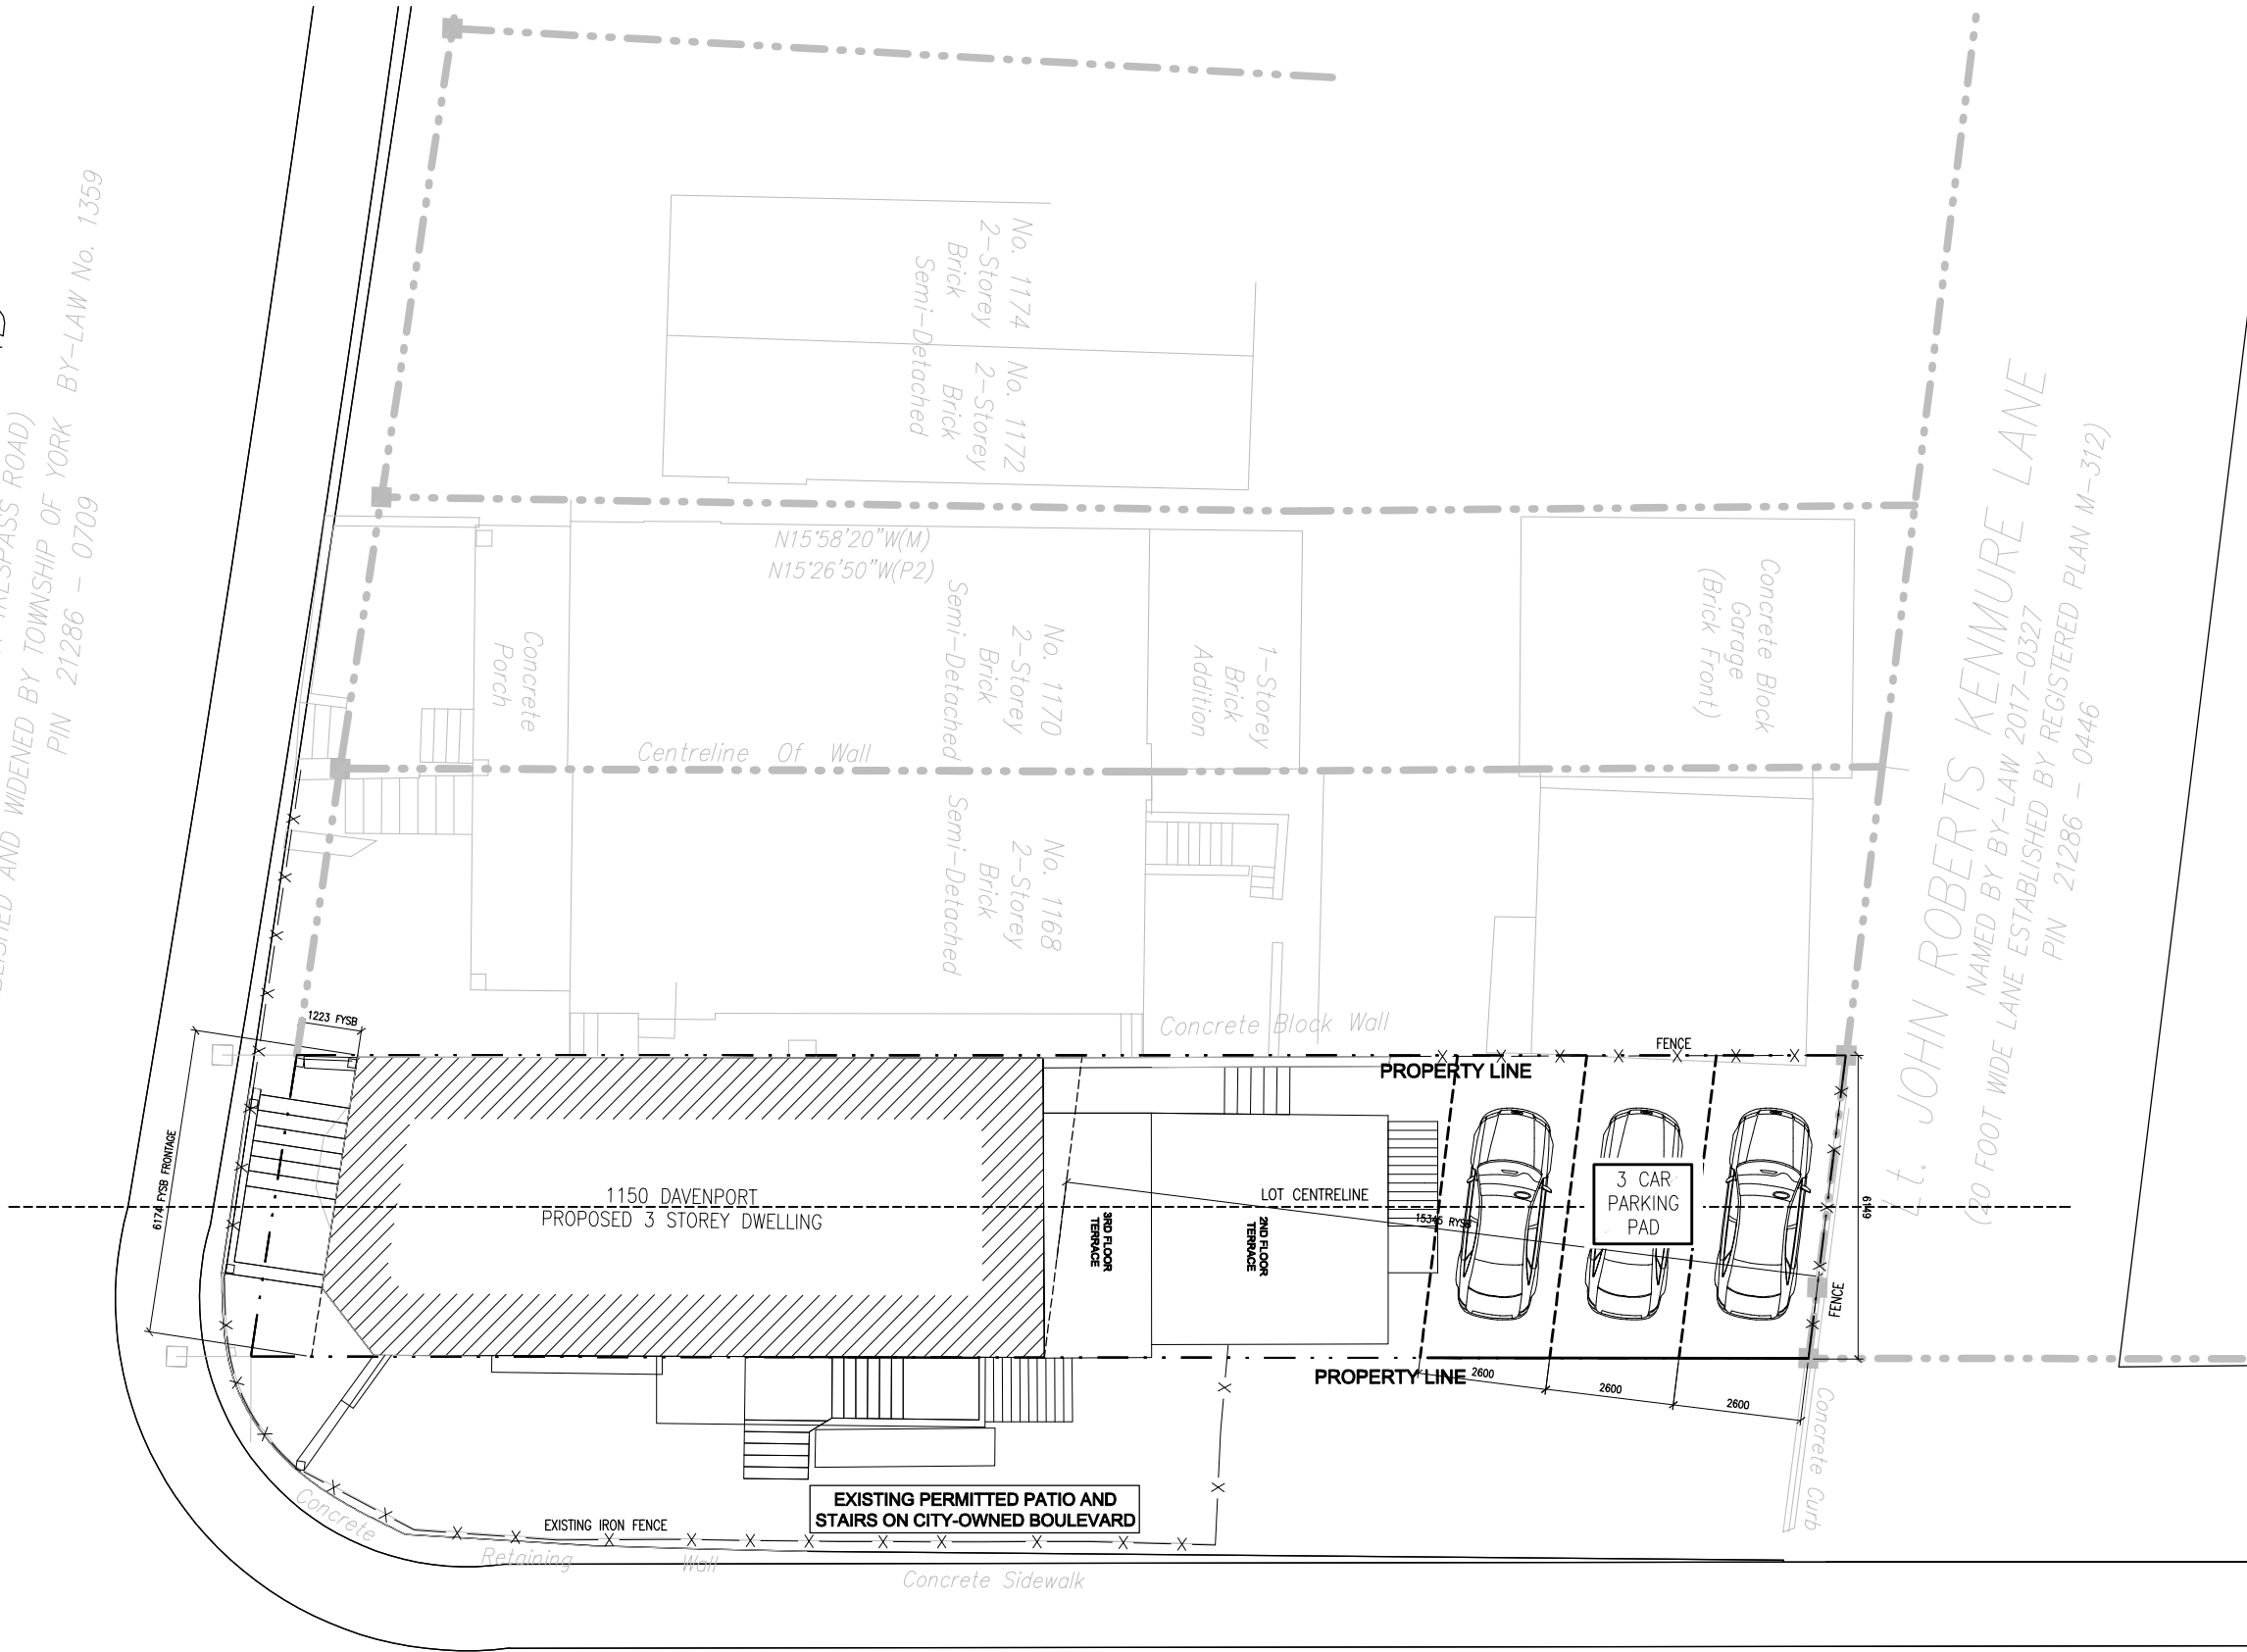 BY-LAW No. 1359
WIDENED BY TOWNSHIP OF YORK
AND
PIN 21286 - 0709
ROAD)
No. 1174
2-Storey
Brick
Semi-Detached
No. 1172
2-Storey
Brick
N15°58'20"W(M)
N15°26'50"W(P2)
Concrete
Porch
No. 1170
2-Storey
Brick
Semi-Detached
1-Storey
Brick
Addition
Concrete Block
Garage
(Brick Front)
Centreline Of Wall
No. 1168
2-Storey
Brick
Semi-Detached
Lt. JOHN ROBERTS KENMURE LANE
NAMED BY BY-LAW 2017-0327
(20 FOOT WIDE LANE ESTABLISHED BY REGISTERED PLAN M-312)
PIN 21286 - 0446
Concrete Block Wall
1223 FYSB
6174 FYSB FRONTAGE
FENCE
PROPERTY LINE
1150 DAVENPORT
PROPOSED 3 STOREY DWELLING
3RD FLOOR
TERRACE
2ND FLOOR
TERRACE
LOT CENTRELINE
15345 RYSB
3 CAR
PARKING
PAD
6149
FENCE
PROPERTY LINE
2600
2600
2600
Concrete Curb
EXISTING PERMITTED PATIO AND
STAIRS ON CITY-OWNED BOULEVARD
EXISTING IRON FENCE
Concrete
Retaining Wall
Concrete Sidewalk